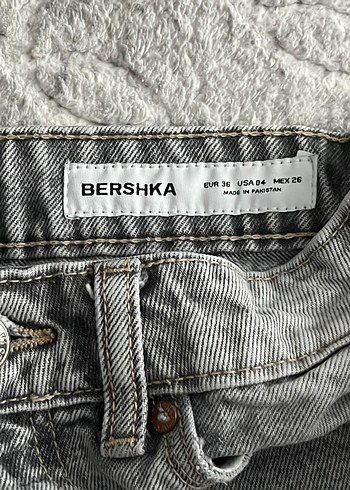 BERSHKA
EUR 36 USA 04 MEX 26
MADE IN PAKISTAN